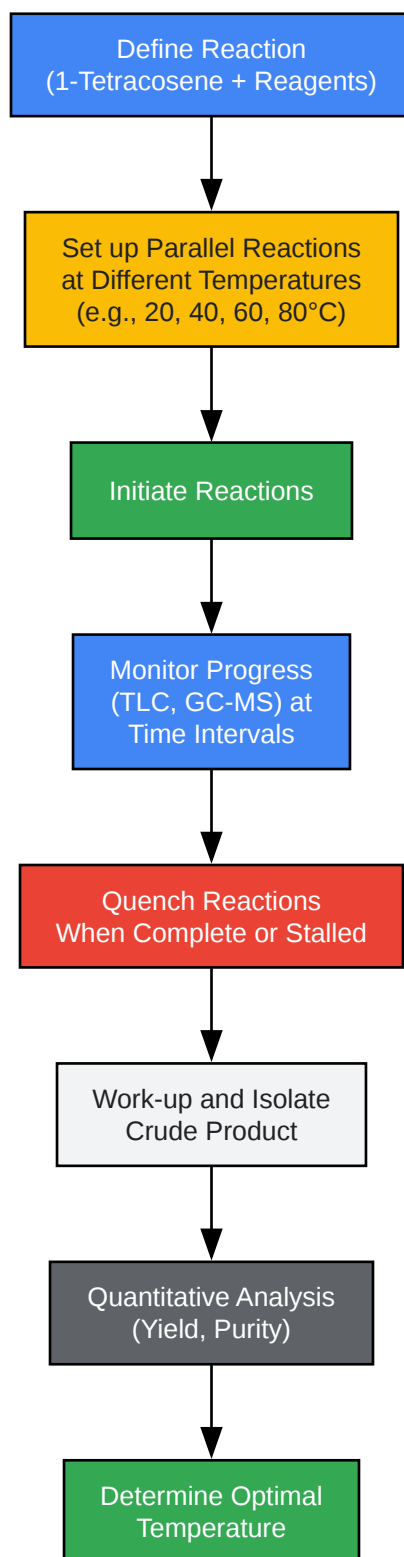 Define Reaction
(1-Tetracosene + Reagents)
Set up Parallel Reactions
at Different Temperatures
(e.g., 20, 40, 60, 80°C)
Initiate Reactions
Monitor Progress
(TLC, GC-MS) at
Time Intervals
Quench Reactions
When Complete or Stalled
Work-up and Isolate
Crude Product
Quantitative Analysis
(Yield, Purity)
Determine Optimal
Temperature